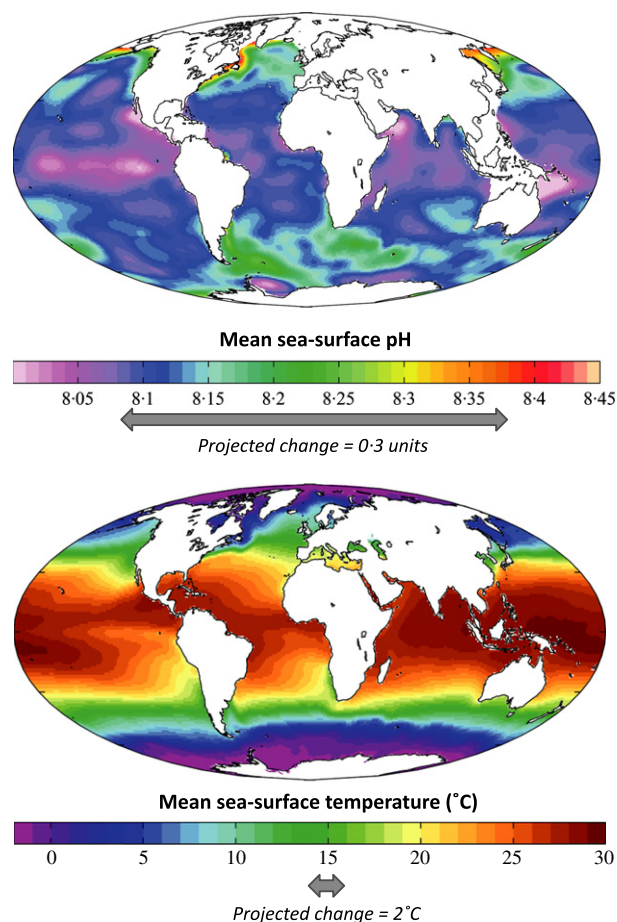 Mean sea-surface pH
8·05 8·1 8·15 8·2 8·25 8·3 8·35 8·4 8·45
Projected change = 0·3 units
Mean sea-surface temperature (˚C)
0 5 10 15 20 25 30
Projected change = 2˚C